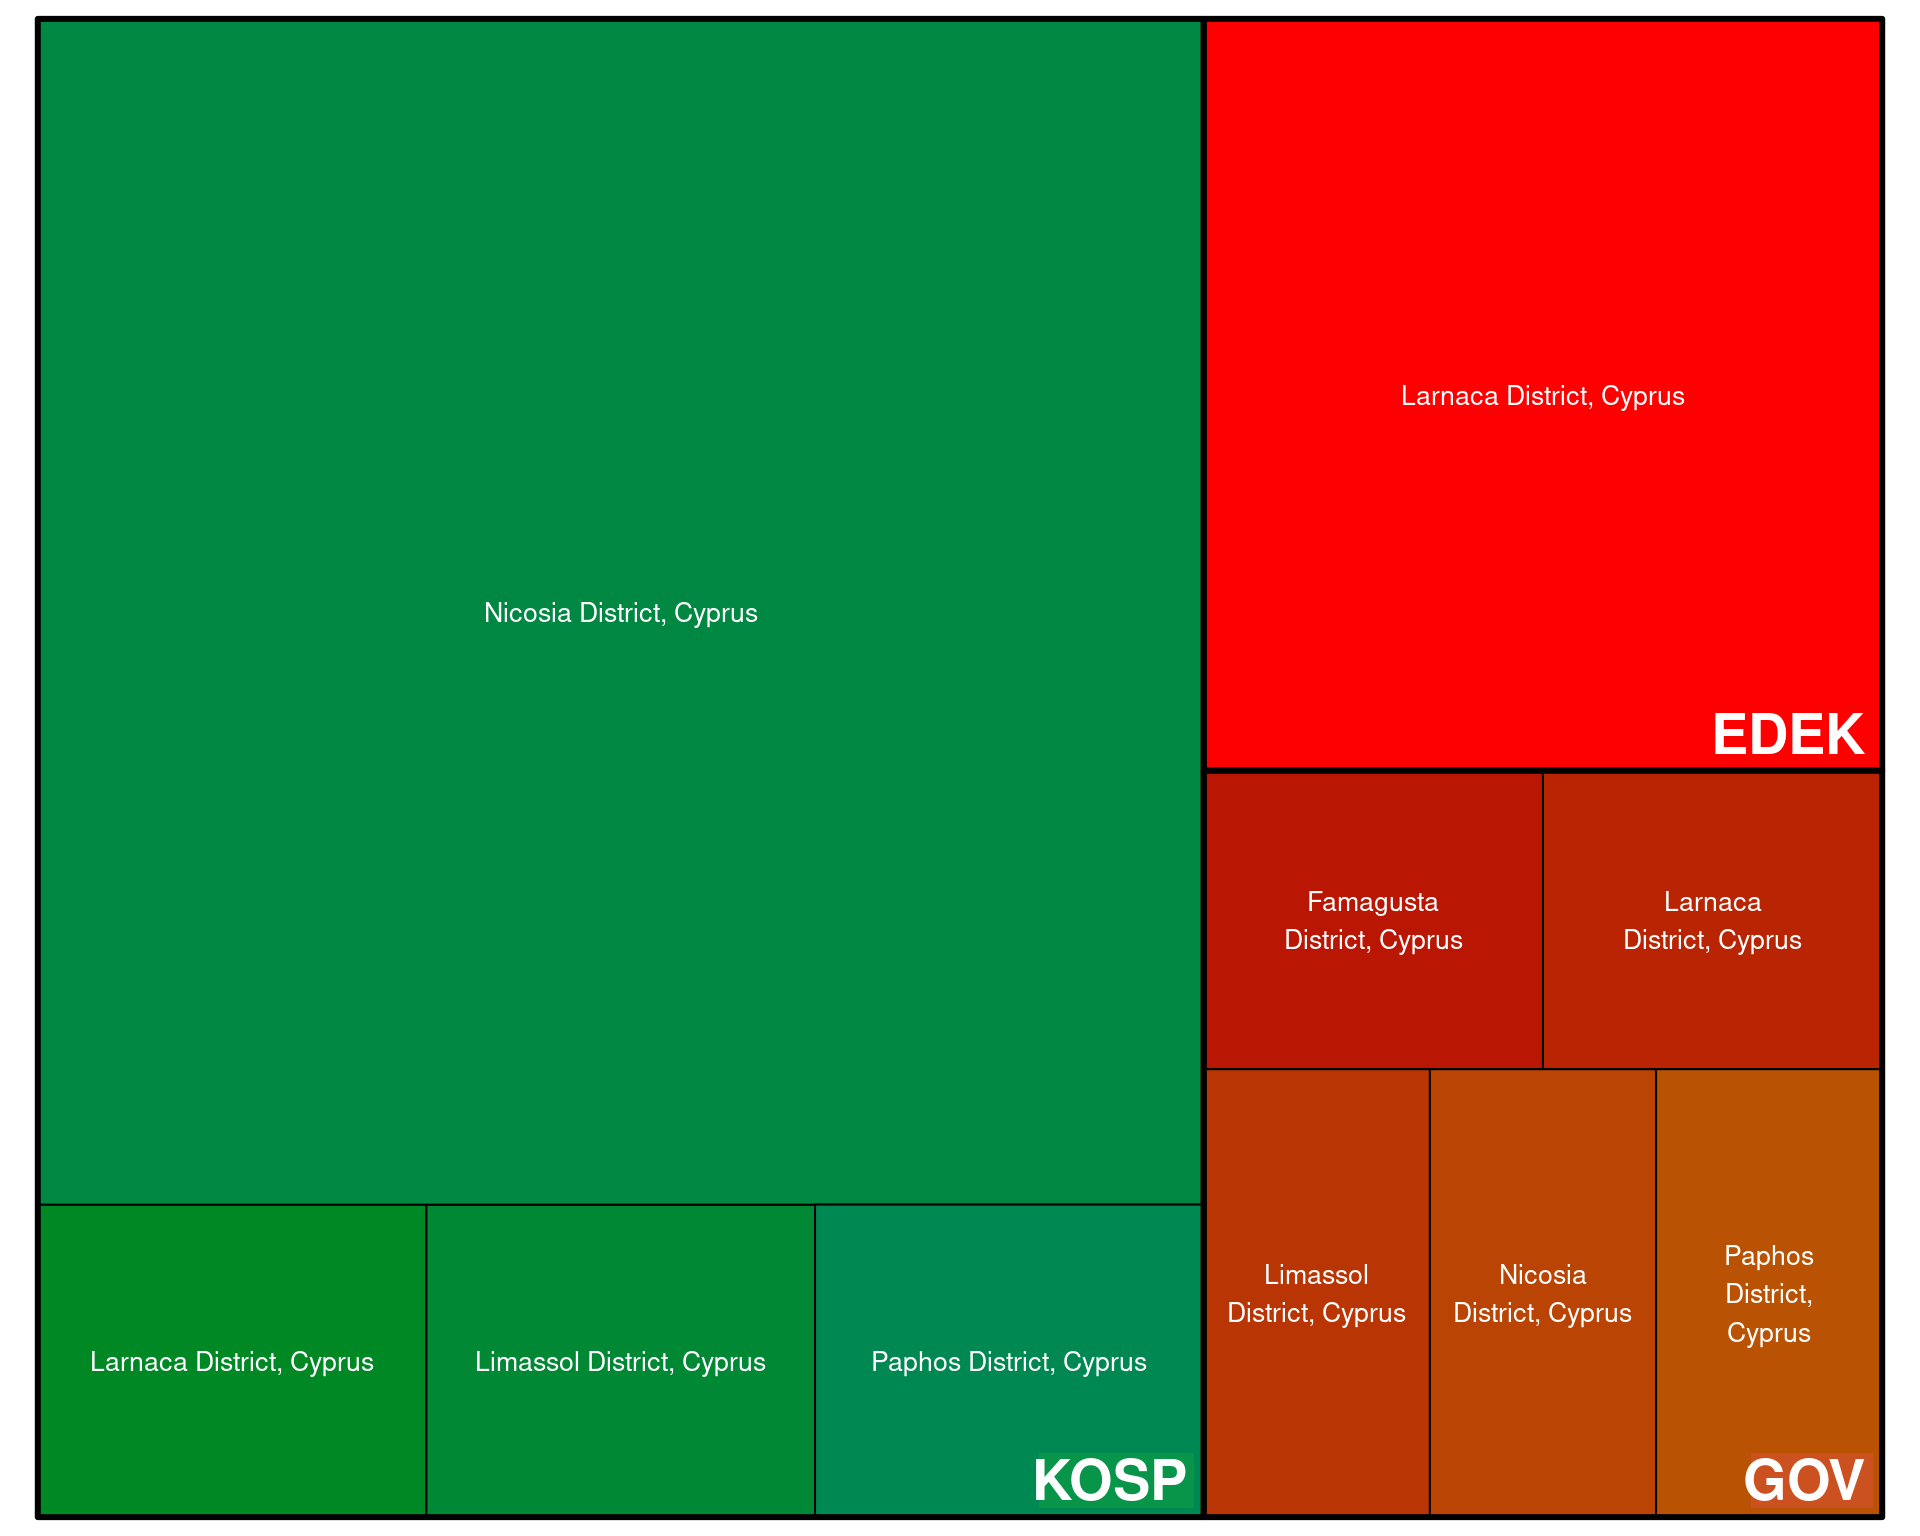 Nicosia District, Cyprus
Larnaca District, Cyprus
Limassol District, Cyprus
Paphos District, Cyprus
KOSP
Larnaca District, Cyprus
EDEK
Famagusta
District, Cyprus
Larnaca
District, Cyprus
Limassol
District, Cyprus
Nicosia
District, Cyprus
Paphos
District,
Cyprus
GOV